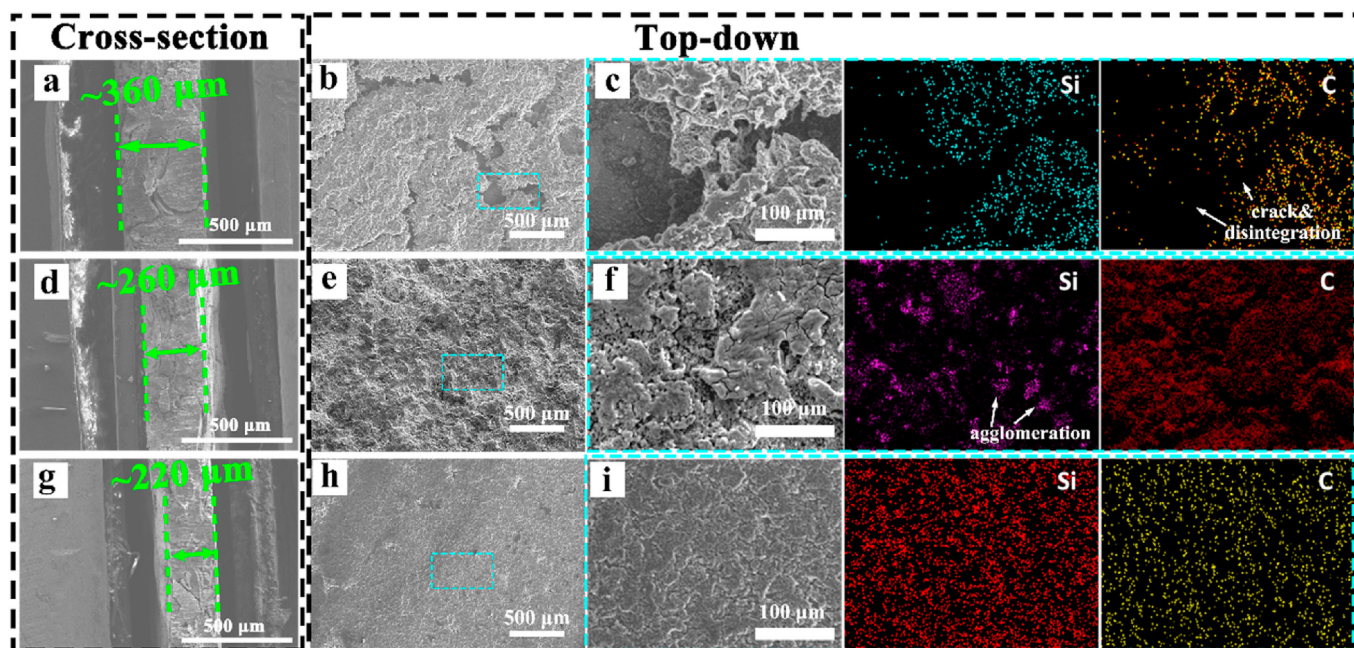 Cross-section
Top-down
a
~360 µm
500 µm
b
500 µm
c
100 µm
Si
C
crack&
disintegration
d
~260 µm
500 µm
e
500 µm
f
100 µm
Si
agglomeration
C
g
~220 µm
500 µm
h
500 µm
i
100 µm
Si
C